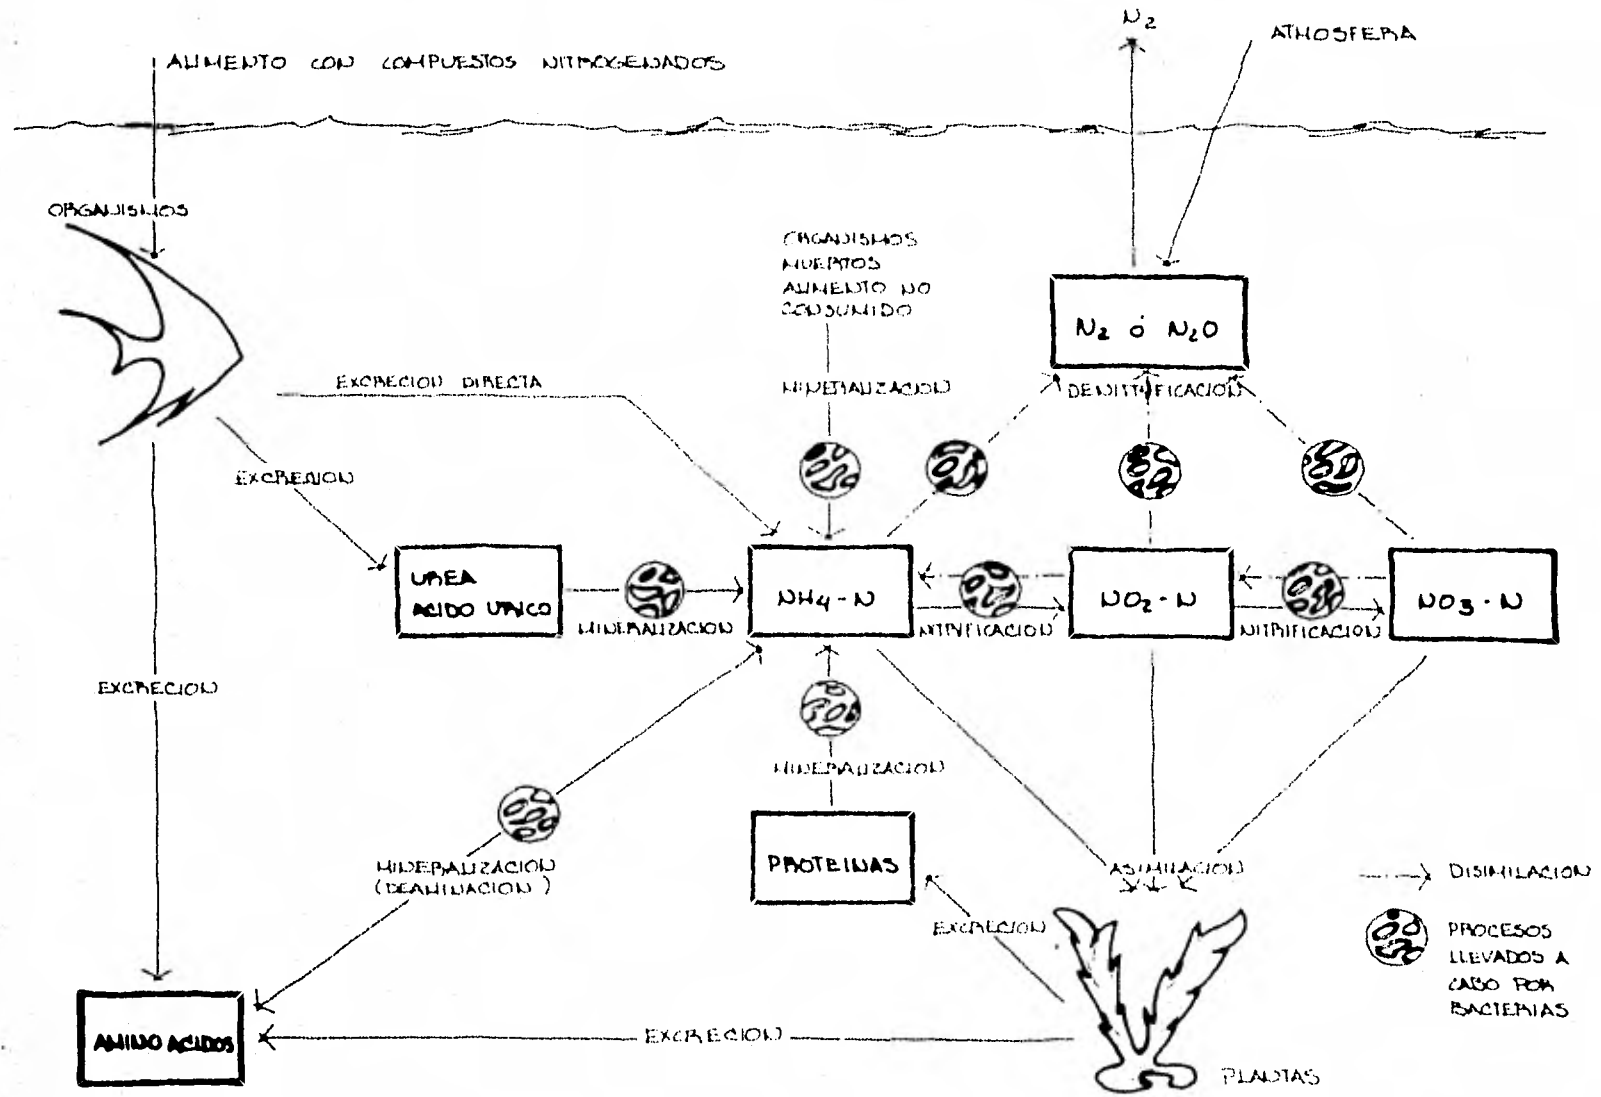 N2
ATMOSFERA
ALIMENTO CON COMPUESTOS NITROGENADOS
ORGANISMOS
ORGANISMOS
MUERTOS
ALIMENTO NO
CONSUMIDO
N2 ó N2O
EXCRECION DIRECTA
MINERALIZACION
DENITRIFICACION
EXCRECION
UREA
ACIDO URICO
NH4-N
NO2-N
NO3-N
MINERALIZACION
NITRIFICACION
NITRIFICACION
EXCRECION
MINERALIZACION
MINERALIZACION
(DEAMINACION)
PROTEINAS
ASIMILACION
DISIMILACION
EXCRECION
PROCESOS
LLEVADOS A
CABO POR
BACTERIAS
AMINO ACIDOS
EXCRECION
PLANTAS